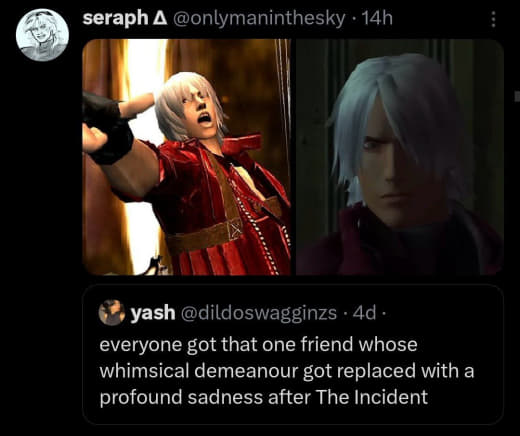 seraph Δ @onlymaninthesky · 14h
yash @dildoswagginzs · 4d ·
everyone got that one friend whose
whimsical demeanour got replaced with a
profound sadness after The Incident